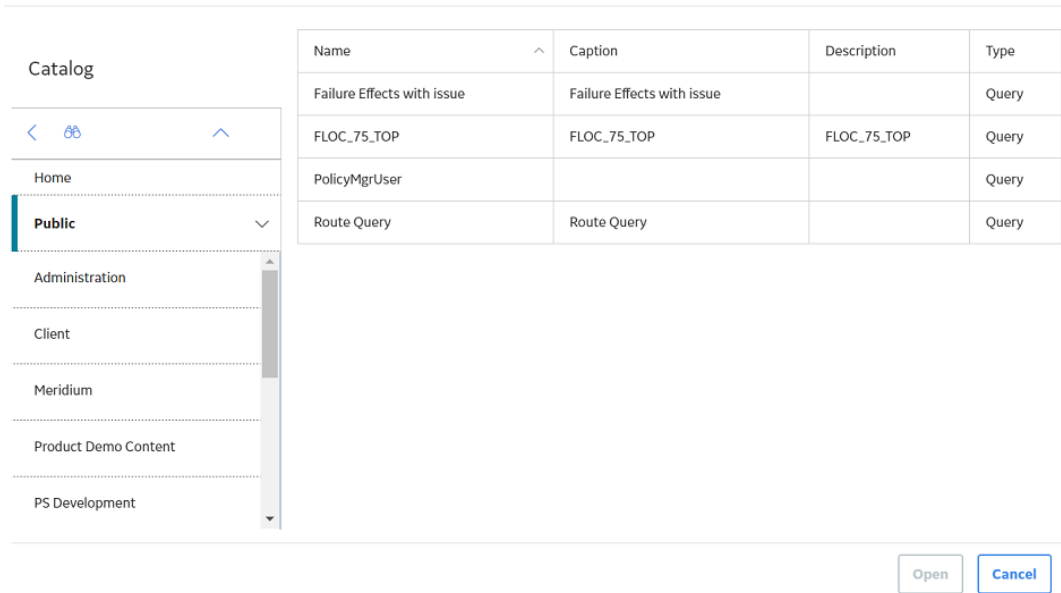 Catalog
Home
Public
Administration
Client
Meridium
Product Demo Content
PS Development
Name Caption Description Type
Failure Effects with issue Failure Effects with issue Query
FLOC_75_TOP FLOC_75_TOP FLOC_75_TOP Query
PolicyMgrUser Query
Route Query Route Query Query
Open Cancel